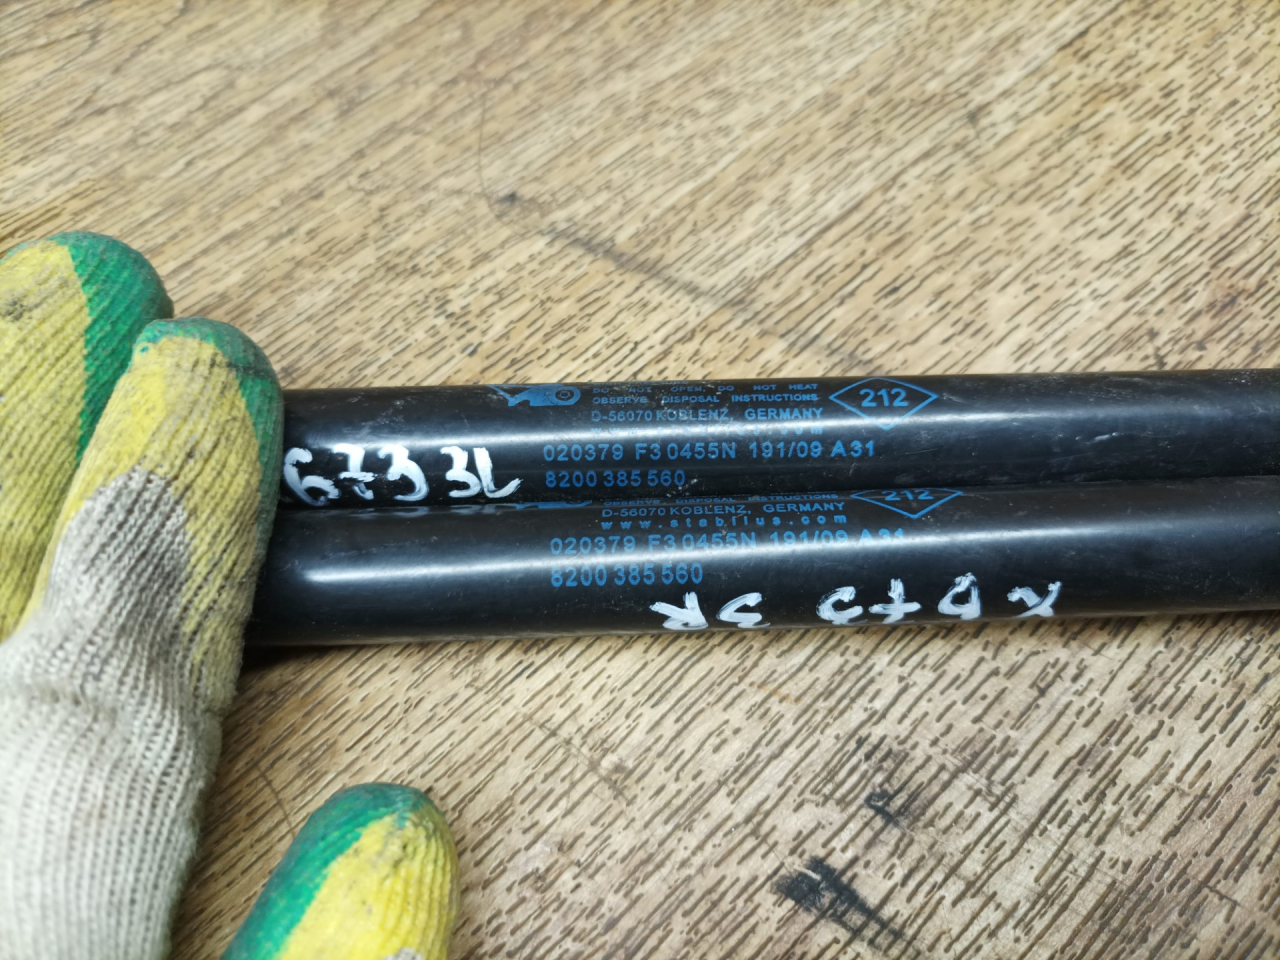 DO NOT OPEN, DO NOT HEAT
OBSERVE DISPOSAL INSTRUCTIONS
D-56070 KOBLENZ, GERMANY
212
020379 F3 0455N 191/09 A31
8200 385 560
OBSERVE DISPOSAL INSTRUCTIONS
D-56070 KOBLENZ, GERMANY
212
www.stabilus.com
020379 F3 0455N 191/09 A31
8200 385 560